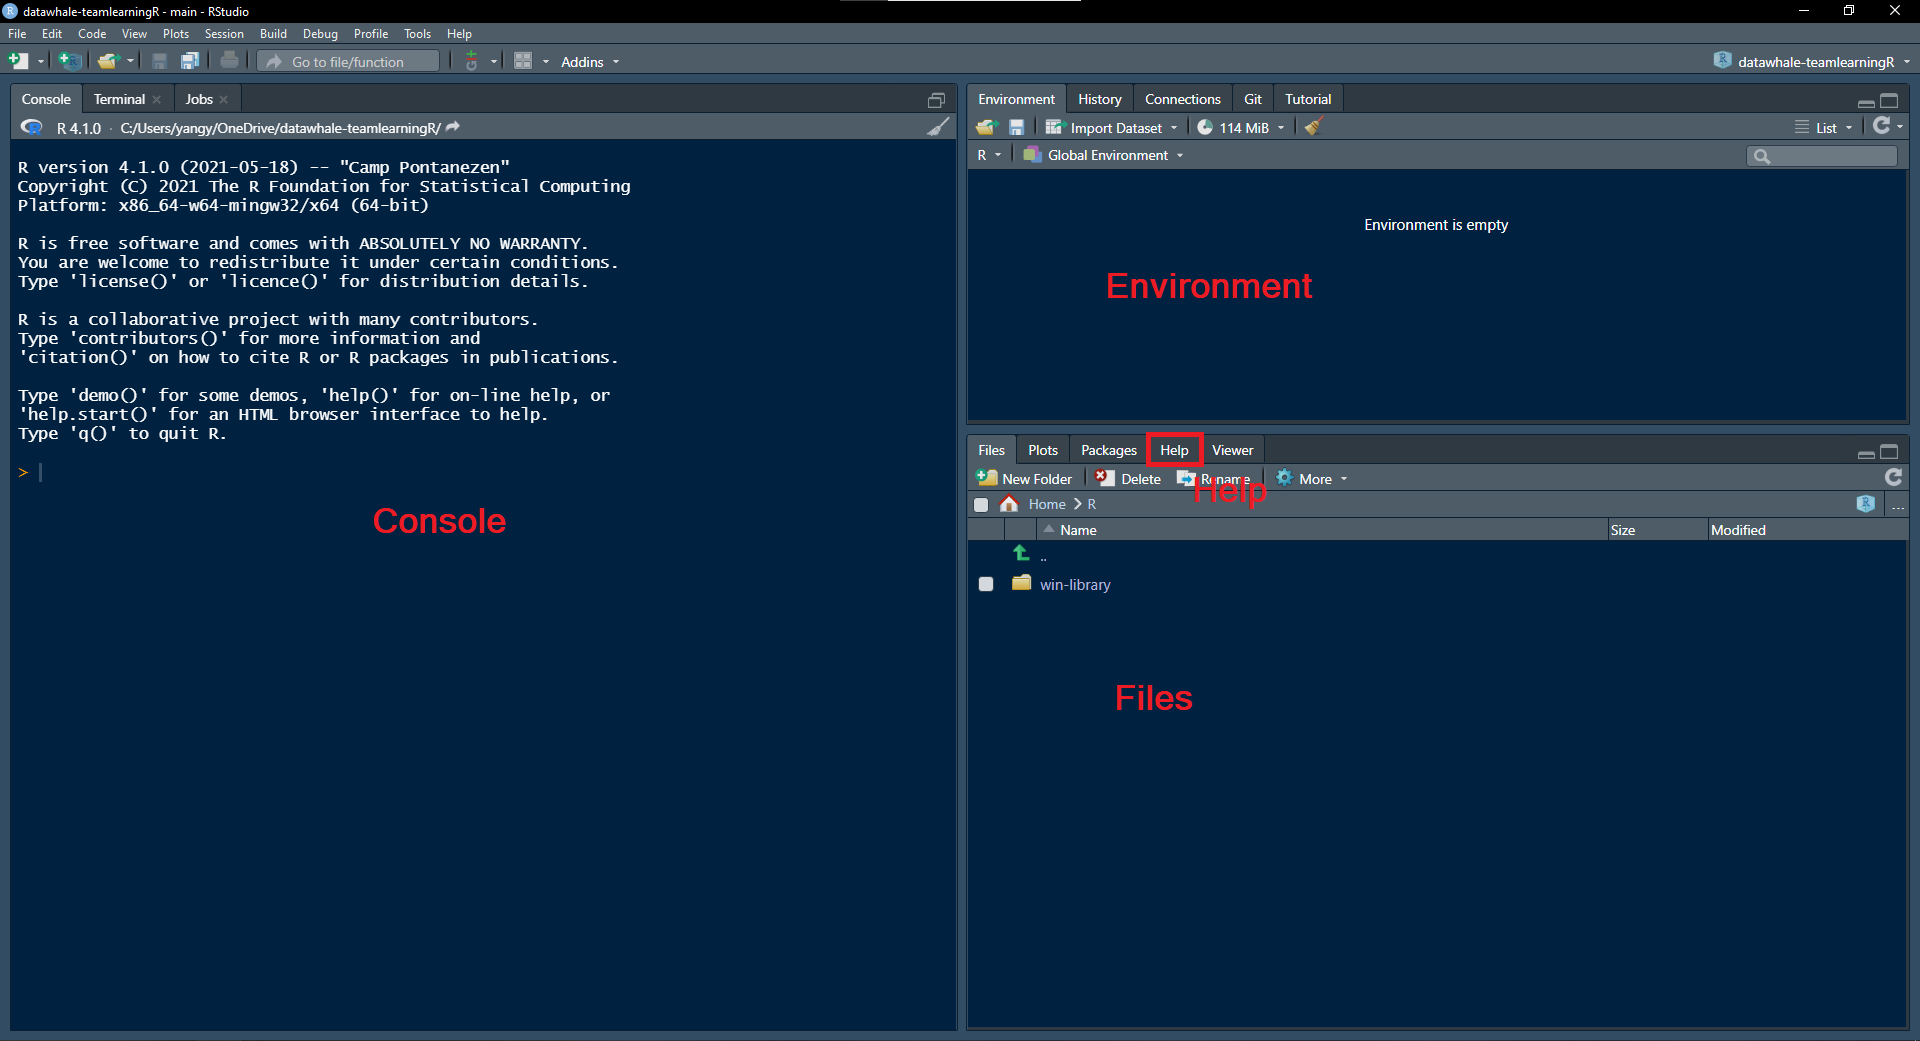 datawhale-teamlearningR - main - RStudio
File Edit Code View Plots Session Build Debug Profile Tools Help
Go to file/function Addins datawhale-teamlearningR
Console Terminal Jobs
R 4.1.0 · C:/Users/yangy/OneDrive/datawhale-teamlearningR/
R version 4.1.0 (2021-05-18) -- "Camp Pontanezen"
Copyright (C) 2021 The R Foundation for Statistical Computing
Platform: x86_64-w64-mingw32/x64 (64-bit)
R is free software and comes with ABSOLUTELY NO WARRANTY.
You are welcome to redistribute it under certain conditions.
Type 'license()' or 'licence()' for distribution details.
R is a collaborative project with many contributors.
Type 'contributors()' for more information and
'citation()' on how to cite R or R packages in publications.
Type 'demo()' for some demos, 'help()' for on-line help, or
'help.start()' for an HTML browser interface to help.
Type 'q()' to quit R.
>
Console
Environment History Connections Git Tutorial
Import Dataset 114 MiB List
R Global Environment
Environment is empty
Environment
Files Plots Packages Help Viewer
New Folder Delete Rename More
Help
Home R ...
Name Size Modified
..
win-library
Files